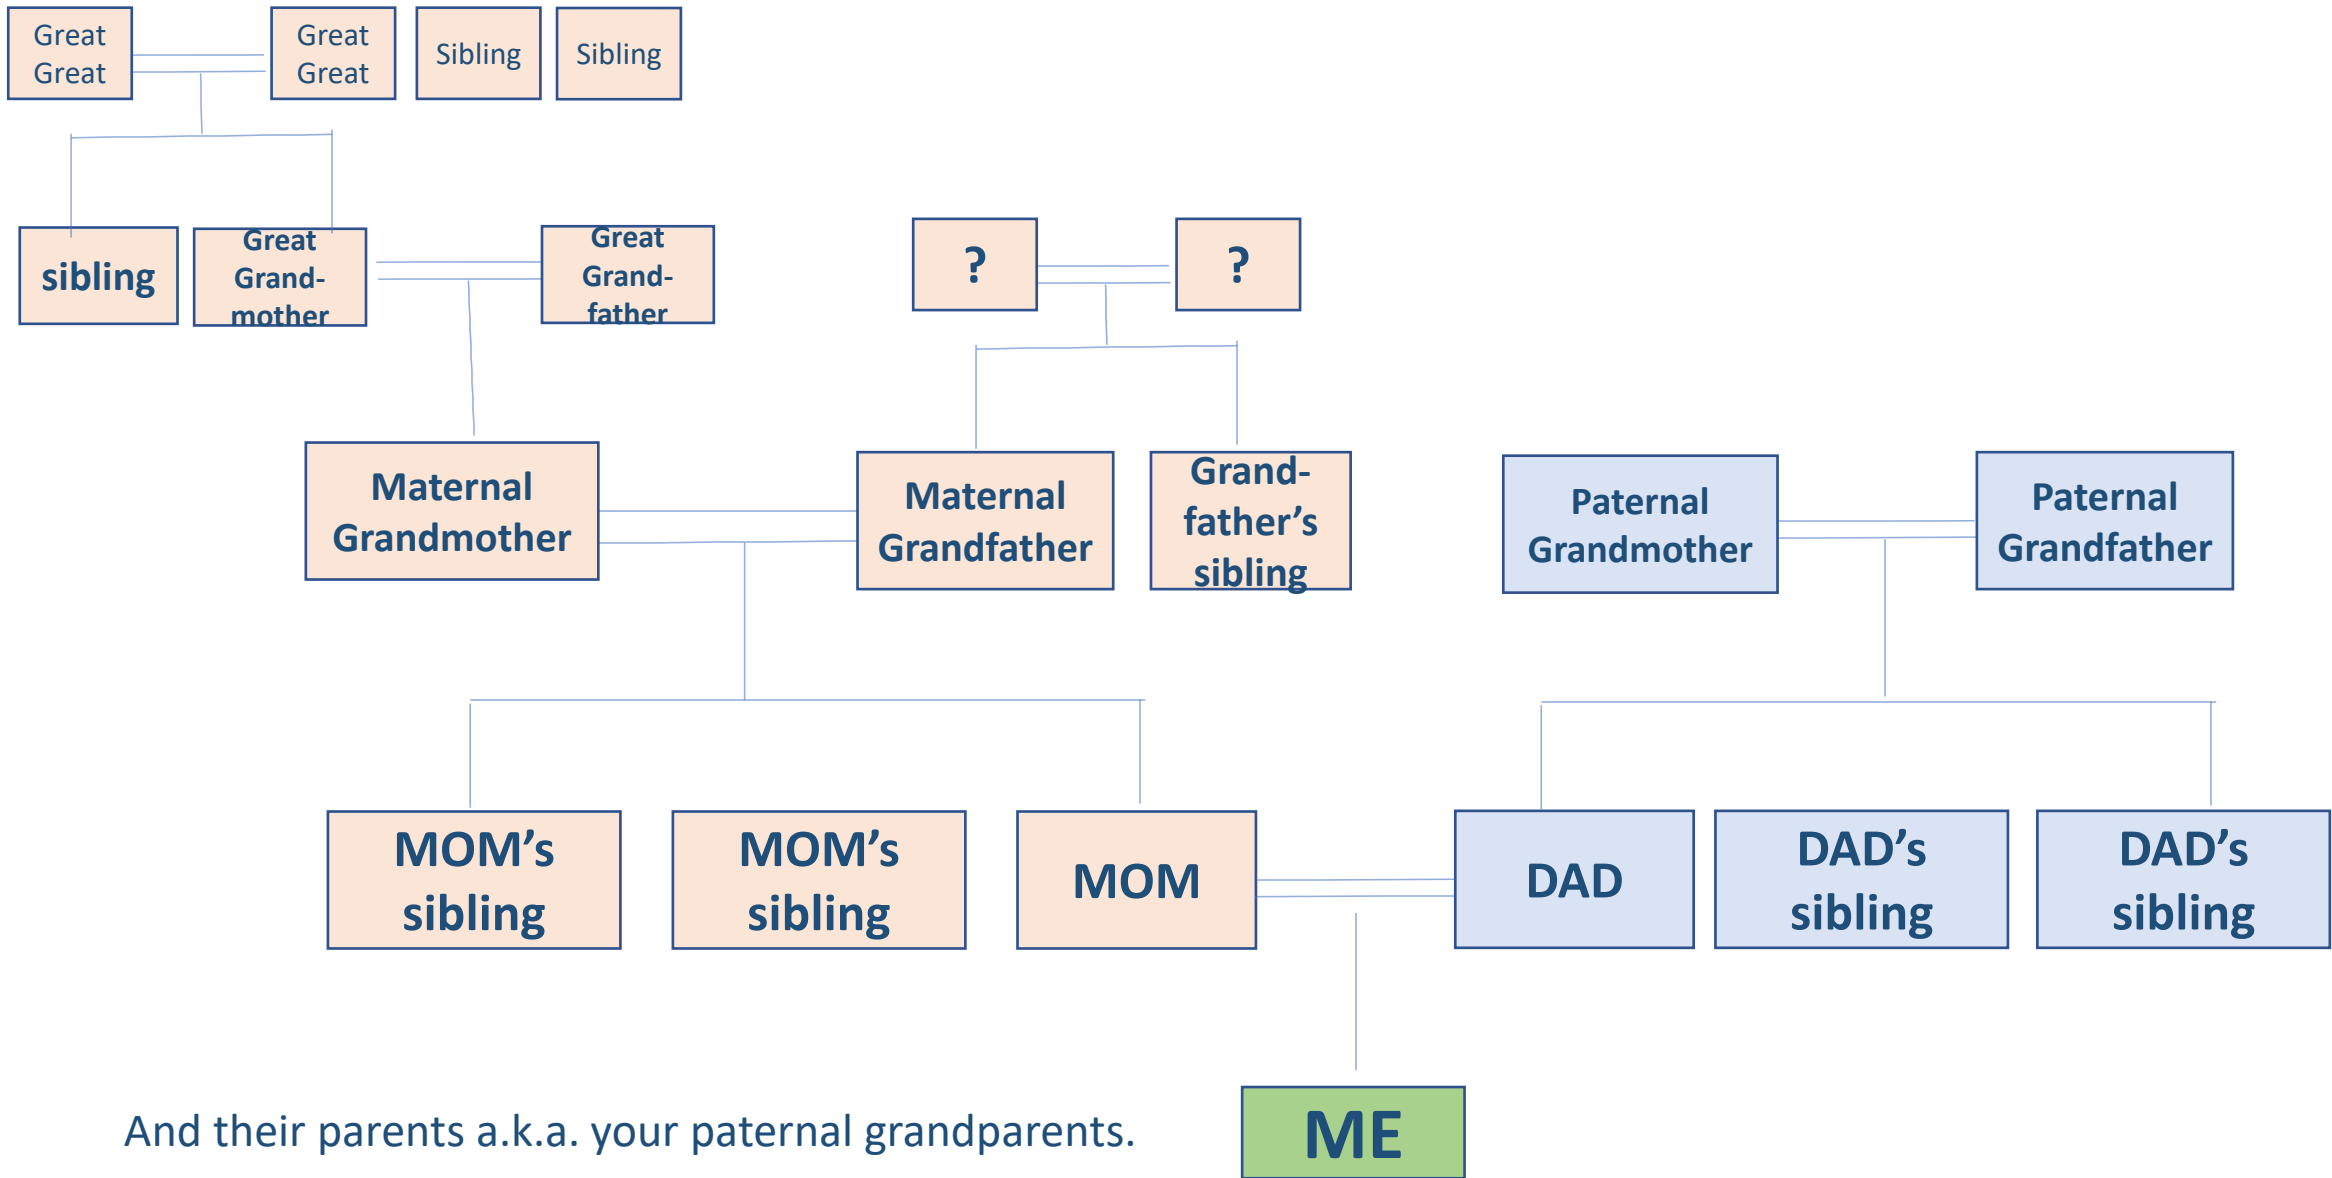 Great
Great
Great
Great
Sibling
Sibling
sibling
Great
Grand-
mother
Great
Grand-
father
?
?
Maternal
Grandmother
Maternal
Grandfather
Grand-
father’s
sibling
Paternal
Grandmother
Paternal
Grandfather
MOM’s
sibling
MOM’s
sibling
MOM
DAD
DAD’s
sibling
DAD’s
sibling
And their parents a.k.a. your paternal grandparents.
ME